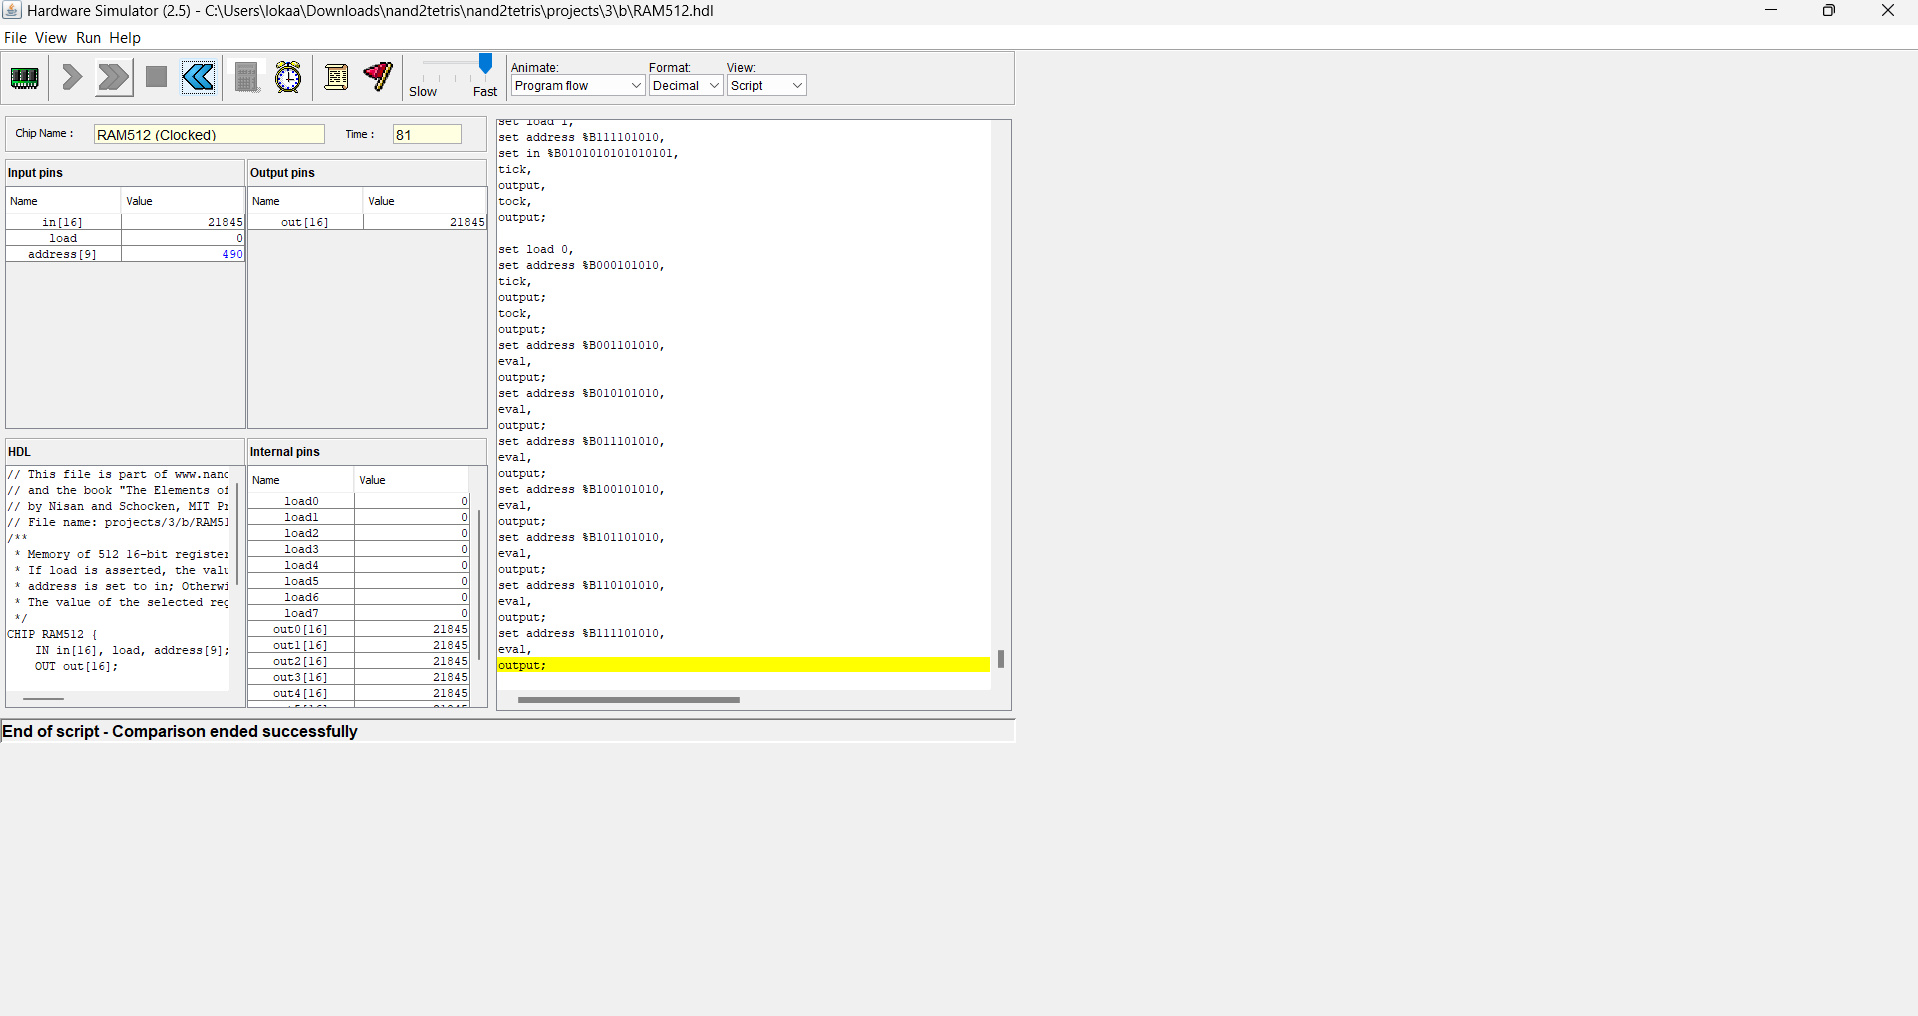 Hardware Simulator (2.5) - C:\Users\lokaa\Downloads\nand2tetris\nand2tetris\projects\3\b\RAM512.hdl
File View Run Help
Slow Fast
Animate: Format: View:
Program flow Decimal Script
Chip Name : RAM512 (Clocked) Time : 81
Input pins
Name Value
in[16] 21845
load 0
address[9] 490
Output pins
Name Value
out[16] 21845
HDL
// This file is part of www.nand
// and the book "The Elements of
// by Nisan and Schocken, MIT Pr
// File name: projects/3/b/RAM51
/**
* Memory of 512 16-bit register
* If load is asserted, the valu
* address is set to in; Otherwi
* The value of the selected reg
*/
CHIP RAM512 {
IN in[16], load, address[9];
OUT out[16];
Internal pins
Name Value
load0 0
load1 0
load2 0
load3 0
load4 0
load5 0
load6 0
load7 0
out0[16] 21845
out1[16] 21845
out2[16] 21845
out3[16] 21845
out4[16] 21845
set load 1,
set address %B111101010,
set in %B0101010101010101,
tick,
output,
tock,
output;
set load 0,
set address %B000101010,
tick,
output;
tock,
output;
set address %B001101010,
eval,
output;
set address %B010101010,
eval,
output;
set address %B011101010,
eval,
output;
set address %B100101010,
eval,
output;
set address %B101101010,
eval,
output;
set address %B110101010,
eval,
output;
set address %B111101010,
eval,
output;
End of script - Comparison ended successfully